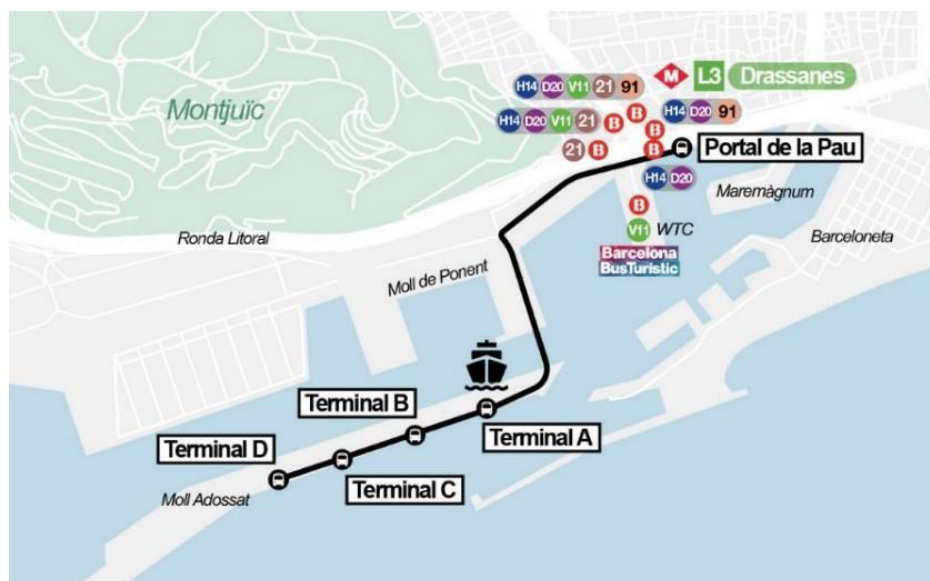 M L3 Drassanes
H14 D20 V11 21 91
H14 D20 91
Montjuïc
H14 D20 V11 21 B B
B
21 B B
Portal de la Pau
H14 D20
Maremàgnum
B
V11 WTC
Ronda Litoral
Barceloneta
Barcelona
BusTurístic
Moll de Ponent
Terminal B
Terminal A
Terminal D
Terminal C
Moll Adossat